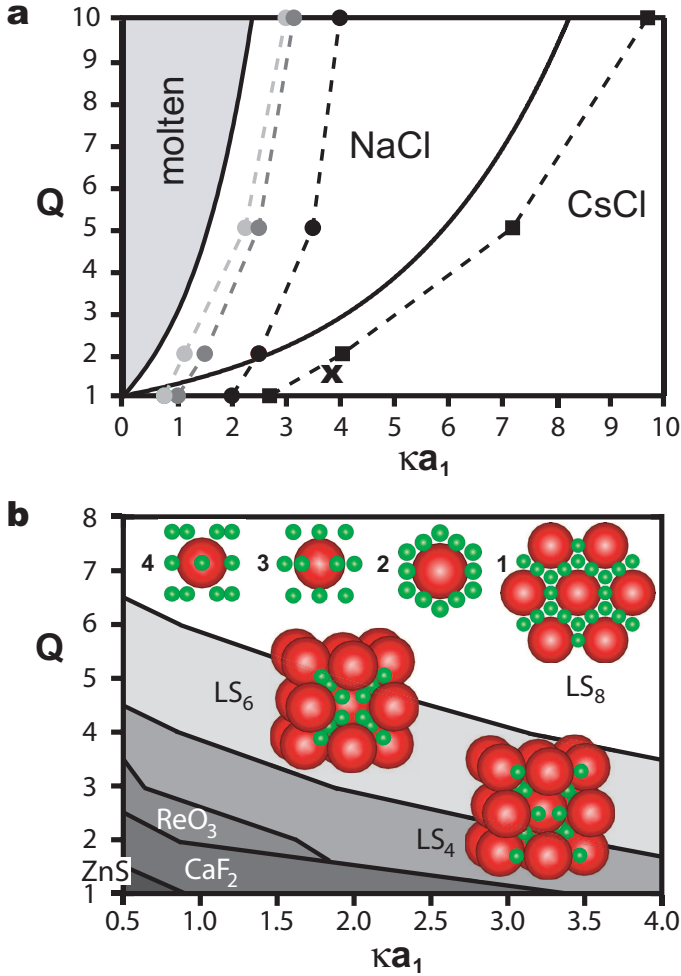 a
10
9
8
7
6
5
4
3
2
1
Q
molten
NaCl
CsCl
x
0 1 2 3 4 5 6 7 8 9 10
κa₁
b
8
7
6
5
4
3
2
1
Q
4 3 2 1
LS₆
LS₈
ReO₃
LS₄
ZnS
CaF₂
0.5 1.0 1.5 2.0 2.5 3.0 3.5 4.0
κa₁